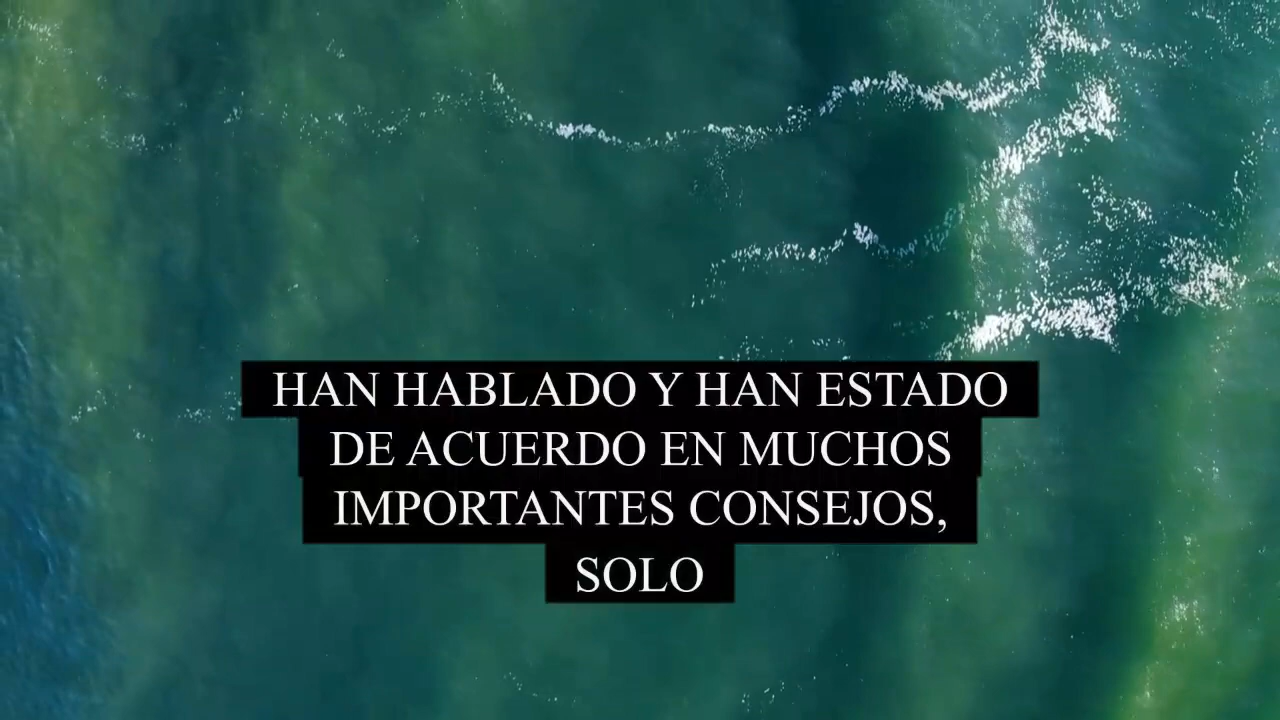 HAN HABLADO Y HAN ESTADO
DE ACUERDO EN MUCHOS
IMPORTANTES CONSEJOS,
SOLO